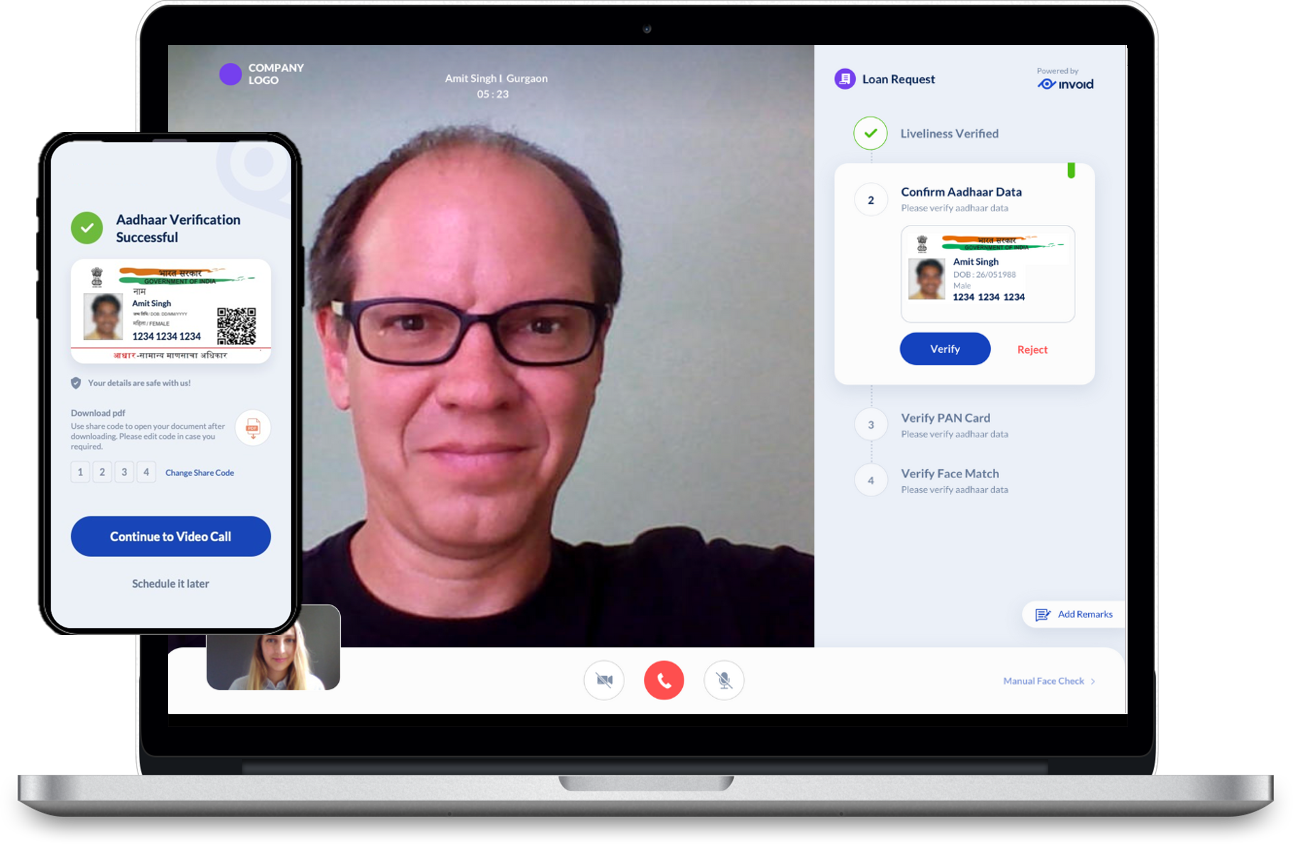 COMPANY
LOGO
Amit Singh I Gurgaon
05 : 23
Loan Request
Powered by
invoid
Liveliness Verified
2
Confirm Aadhaar Data
Please verify aadhaar data
भारत सरकार
GOVERNMENT OF INDIA
Amit Singh
DOB : 26/051988
Male
1234 1234 1234
Verify
Reject
3
Verify PAN Card
Please verify aadhaar data
4
Verify Face Match
Please verify aadhaar data
Add Remarks
Manual Face Check
Aadhaar Verification
Successful
भारत सरकार
GOVERNMENT OF INDIA
नाम
Amit Singh
/ DOB: DD/MM/YYYY
महिला / FEMALE
1234 1234 1234
आधार-सामान्य माणसाचा अधिकार
Your details are safe with us!
Download pdf
Use share code to open your document after
downloading. Please edit code in case you
required.
PDF
1 2 3 4 Change Share Code
Continue to Video Call
Schedule it later